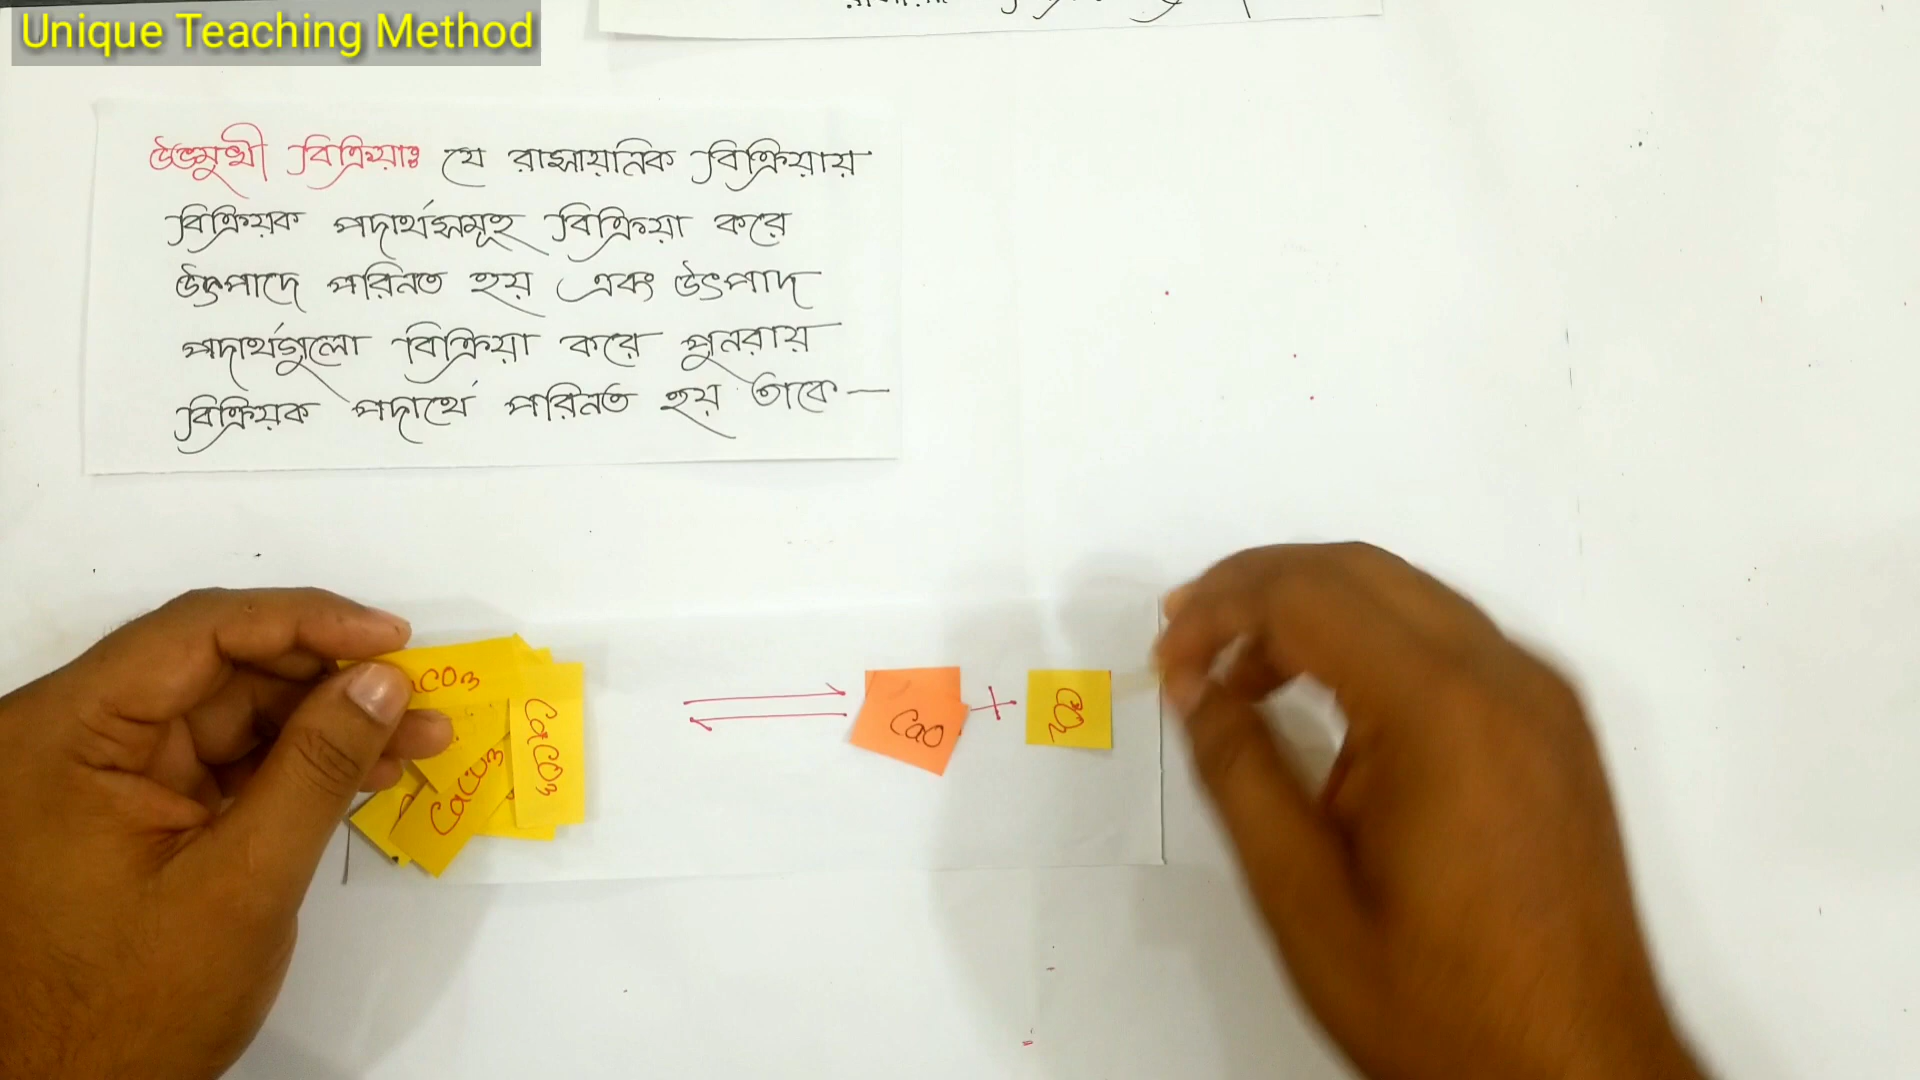 Unique Teaching Method
উভমুখী বিক্রিয়াঃ যে রাসায়নিক বিক্রিয়ায়
বিক্রিয়ক পদার্থসমূহ বিক্রিয়া করে
উৎপাদে পরিনত হয় এবং উৎপাদ
পদার্থগুলো বিক্রিয়া করে পুনরায়
বিক্রিয়ক পদার্থে পরিনত হয় তাকে —
CaCO3
CaCO3
⇌ CaO + CO2